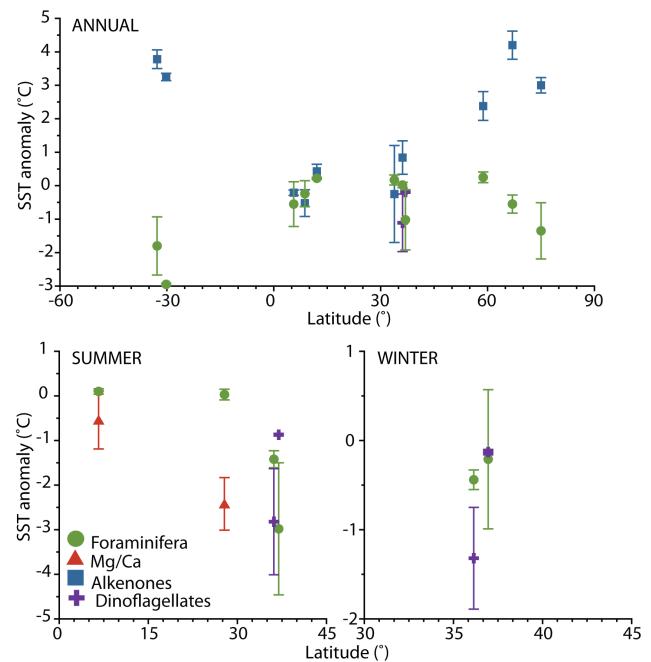 ANNUAL
SST anomaly (˚C)
5
4
3
2
1
0
-1
-2
-3
-60 -30 0 30 60 90
Latitude (˚)
SUMMER
SST anomaly (˚C)
1
0
-1
-2
-3
-4
-5
Foraminifera
Mg/Ca
Alkenones
Dinoflagellates
0 15 30 45
Latitude (˚)
WINTER
1
0
-1
-2
30 35 40 45
Latitude (˚)